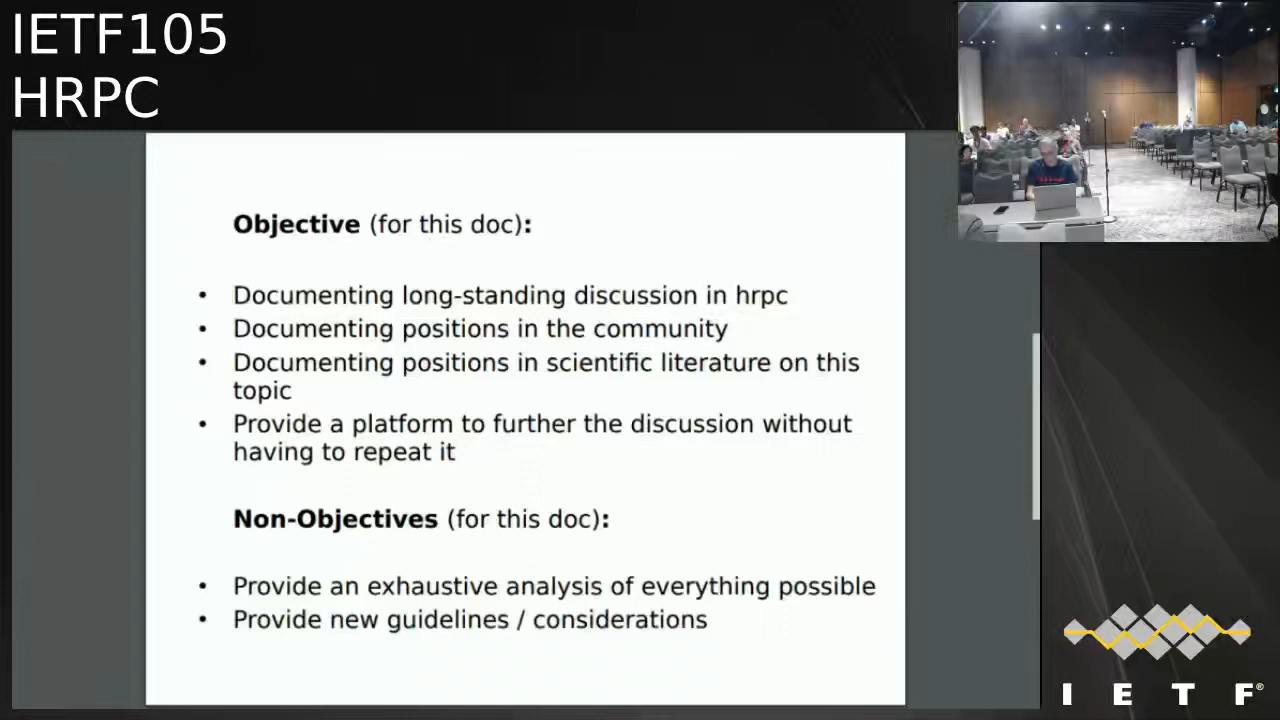 IETF105
HRPC
Objective (for this doc):
• Documenting long-standing discussion in hrpc
• Documenting positions in the community
• Documenting positions in scientific literature on this
topic
• Provide a platform to further the discussion without
having to repeat it
Non-Objectives (for this doc):
• Provide an exhaustive analysis of everything possible
• Provide new guidelines / considerations
I E T F®